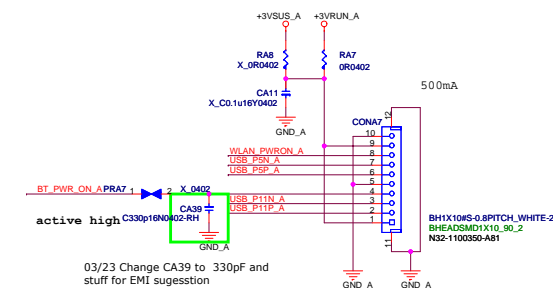 +3VSUS_A
+3VRUN_A
RA8
X_0R0402
RA7
0R0402
500mA
CA11
X_C0.1u16Y0402
GND_A
CONA7
12
10
9
WLAN_PWRON_A
8
USB_P5N_A
7
USB_P5P_A
6
5
BT_PWR_ON_A
PRA7
1
2
X_0402
4
CA39
USB_P11N_A
3
USB_P11P_A
2
1
active high
C330p16N0402-RH
BH1X10#S-0.8PITCH_WHITE-2
BHEADSMD1X10_90_2
N32-1100350-A81
11
GND_A
03/23 Change CA39 to 330pF and
stuff for EMI sugesstion
GND_A
GND_A